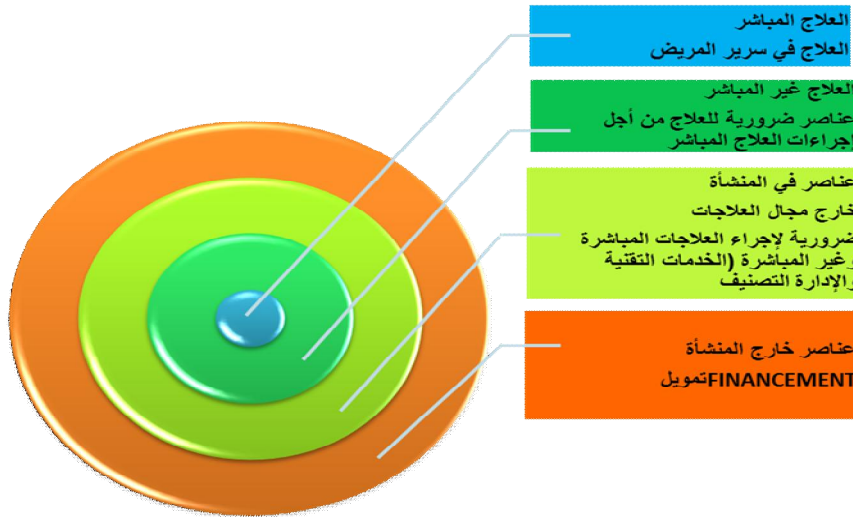 العلاج المباشر
العلاج في سرير المريض
العلاج غير المباشر
عناصر ضرورية للعلاج من أجل
إجراءات العلاج المباشر
عناصر في المنشأة
خارج مجال العلاجات
ضرورية لإجراء العلاجات المباشرة
وغير المباشرة (الخدمات التقنية
والإدارة التصنيف
عناصر خارج المنشأة
FINANCEMENTتمويل